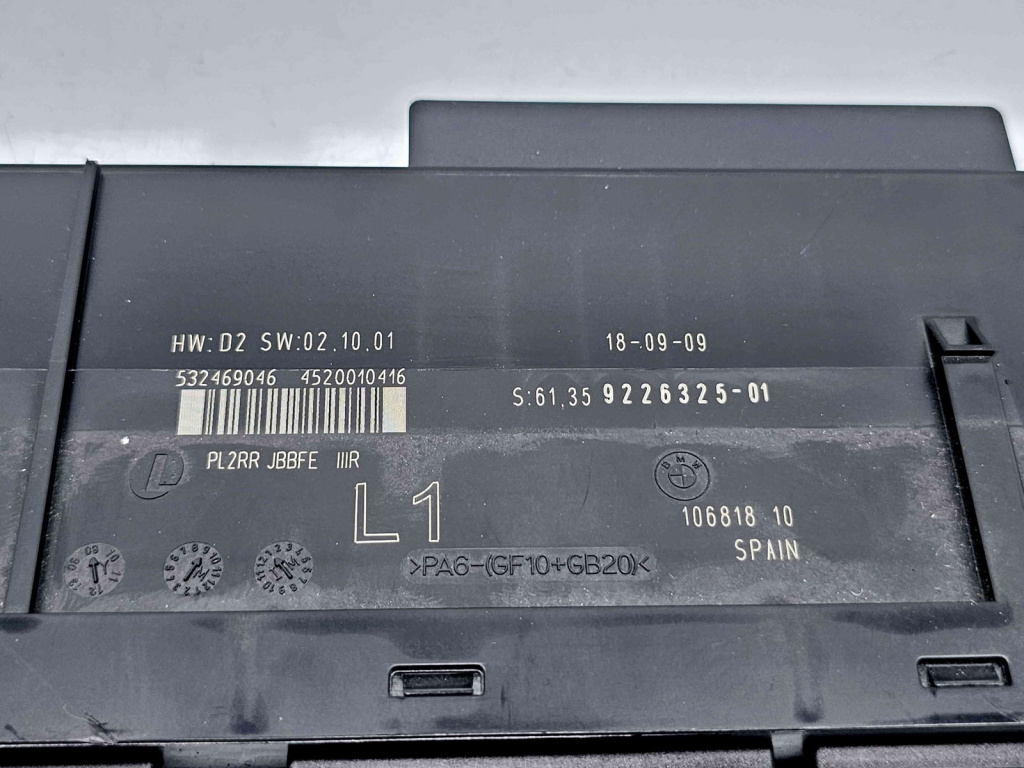 HW:D2 SW:02.10.01
18-09-09
532469046 4520010416
S:61.35 9226325-01
PL2RR JBBFE IIIR
BMW
L1
106818 10
SPAIN
>PA6-(GF10+GB20)<